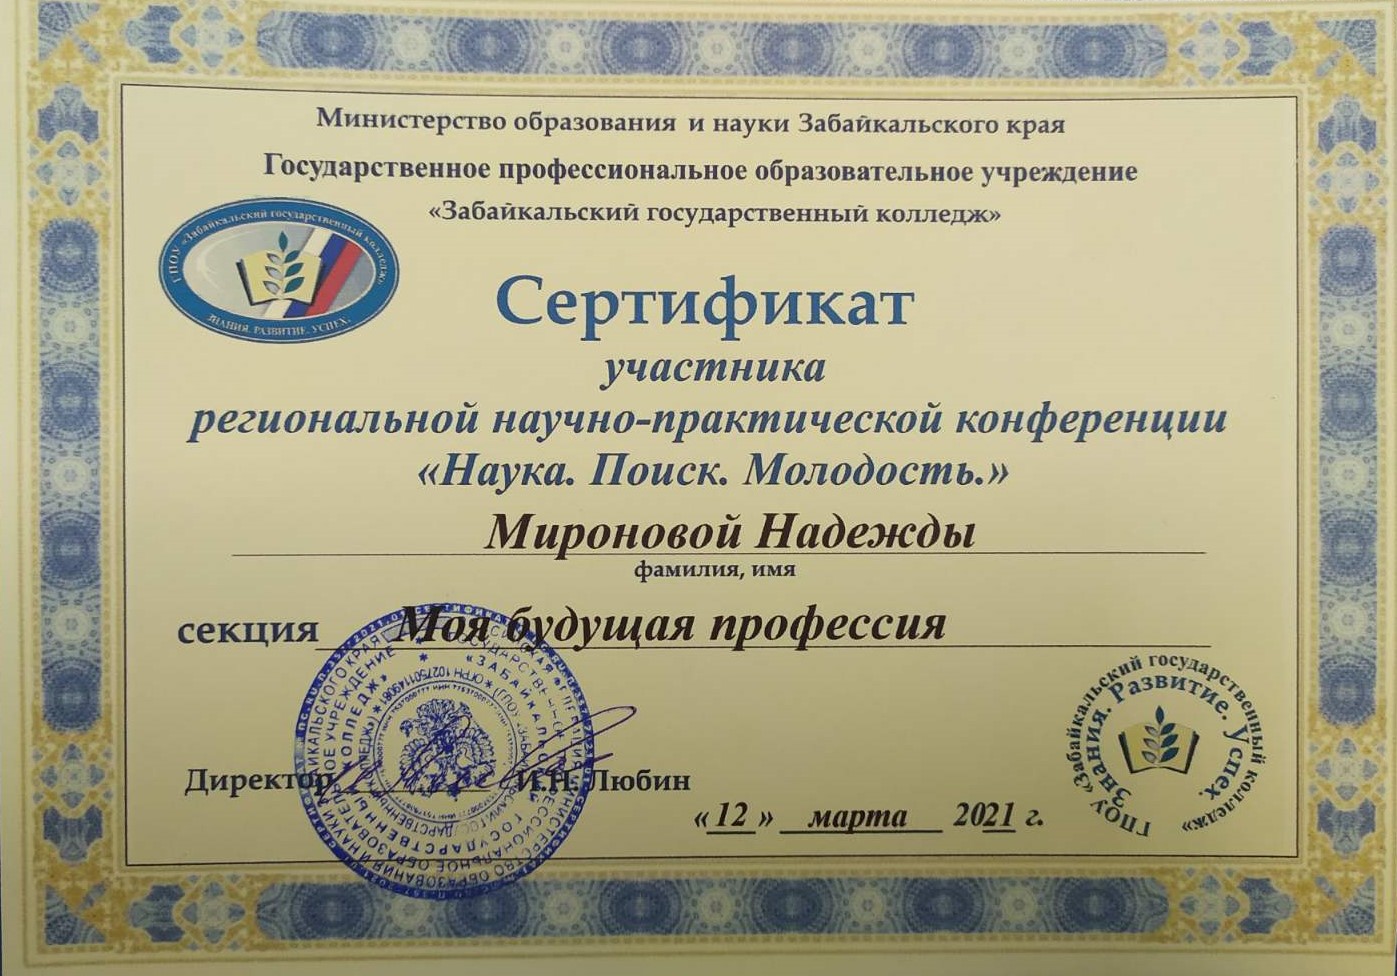 Министерство образования и науки Забайкальского края
Государственное профессиональное образовательное учреждение
«Забайкальский государственный колледж»
ГПОУ «Забайкальский государственный колледж»
ЗНАНИЯ. РАЗВИТИЕ. УСПЕХ.
Сертификат
участника
региональной научно-практической конференции
«Наука. Поиск. Молодость.»
Мироновой Надежды
фамилия, имя
секция Моя будущая профессия
Директор И.Н. Любин
«12» марта 2021 г.
ГПОУ «Забайкальский государственный колледж»
Знания. Развитие. Успех.